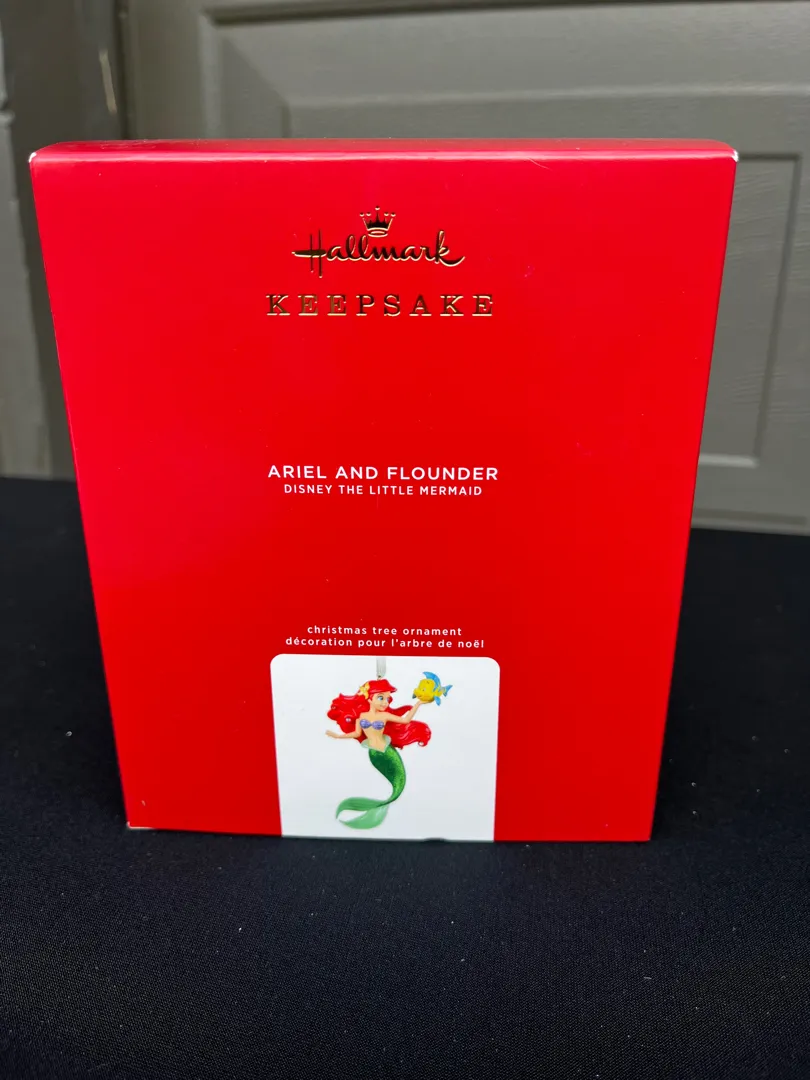 Hallmark
KEEPSAKE
ARIEL AND FLOUNDER
DISNEY THE LITTLE MERMAID
christmas tree ornament
décoration pour l'arbre de noël